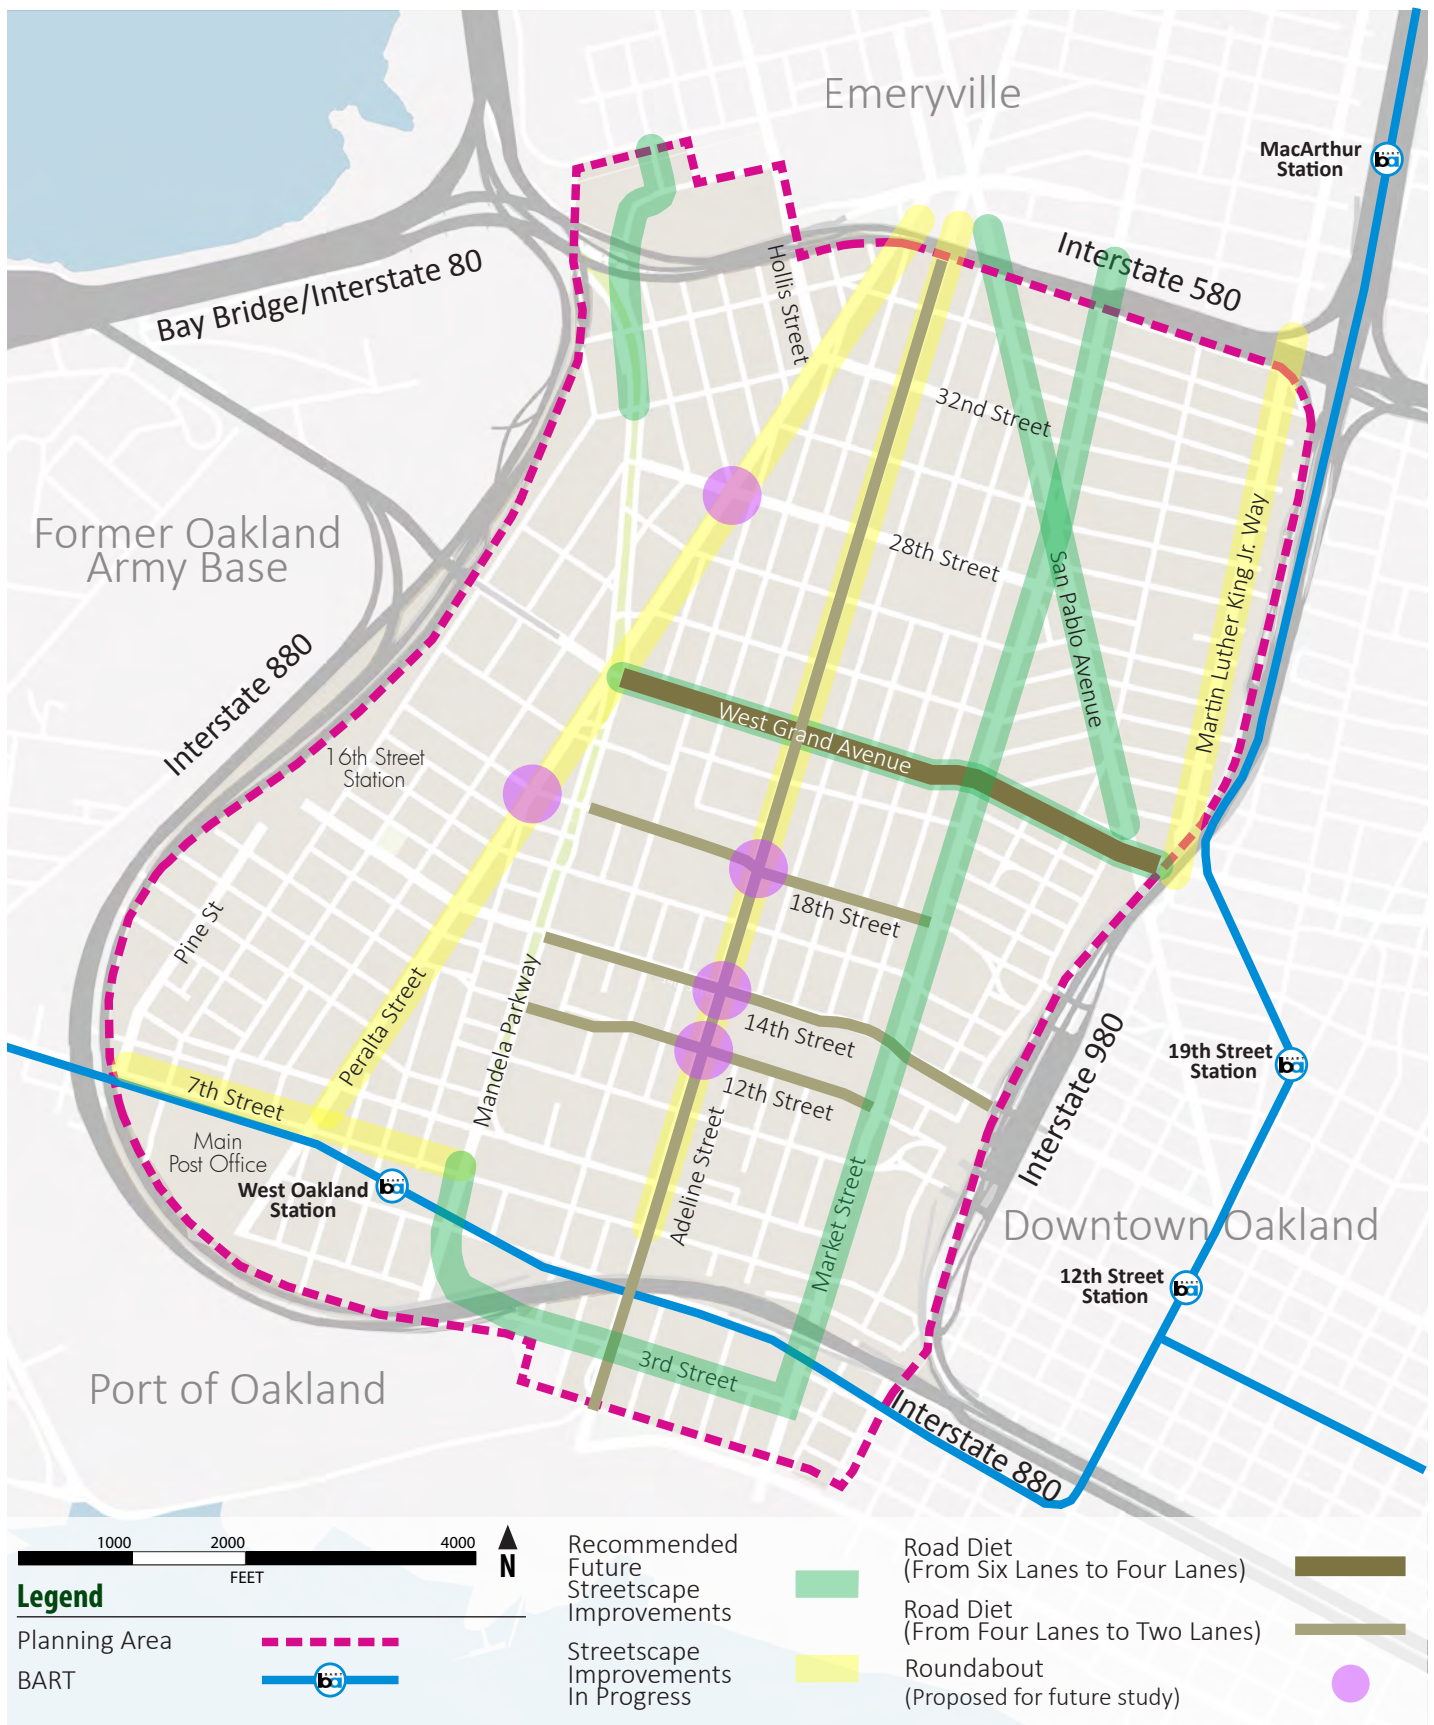 Emeryville
MacArthur
Station
Interstate 580
Bay Bridge/Interstate 80
Hollis Street
32nd Street
28th Street
San Pablo Avenue
Martin Luther King Jr. Way
Former Oakland
Army Base
Interstate 880
West Grand Avenue
16th Street
Station
18th Street
Pine St
Peralta Street
Mandela Parkway
14th Street
12th Street
Interstate 980
19th Street
Station
7th Street
Main
Post Office
West Oakland
Station
Adeline Street
Market Street
Downtown Oakland
12th Street
Station
3rd Street
Port of Oakland
Interstate 880
1000
2000
4000
FEET
N
Legend
Planning Area
BART
ba
Recommended
Future
Streetscape
Improvements
Streetscape
Improvements
In Progress
Road Diet
(From Six Lanes to Four Lanes)
Road Diet
(From Four Lanes to Two Lanes)
Roundabout
(Proposed for future study)